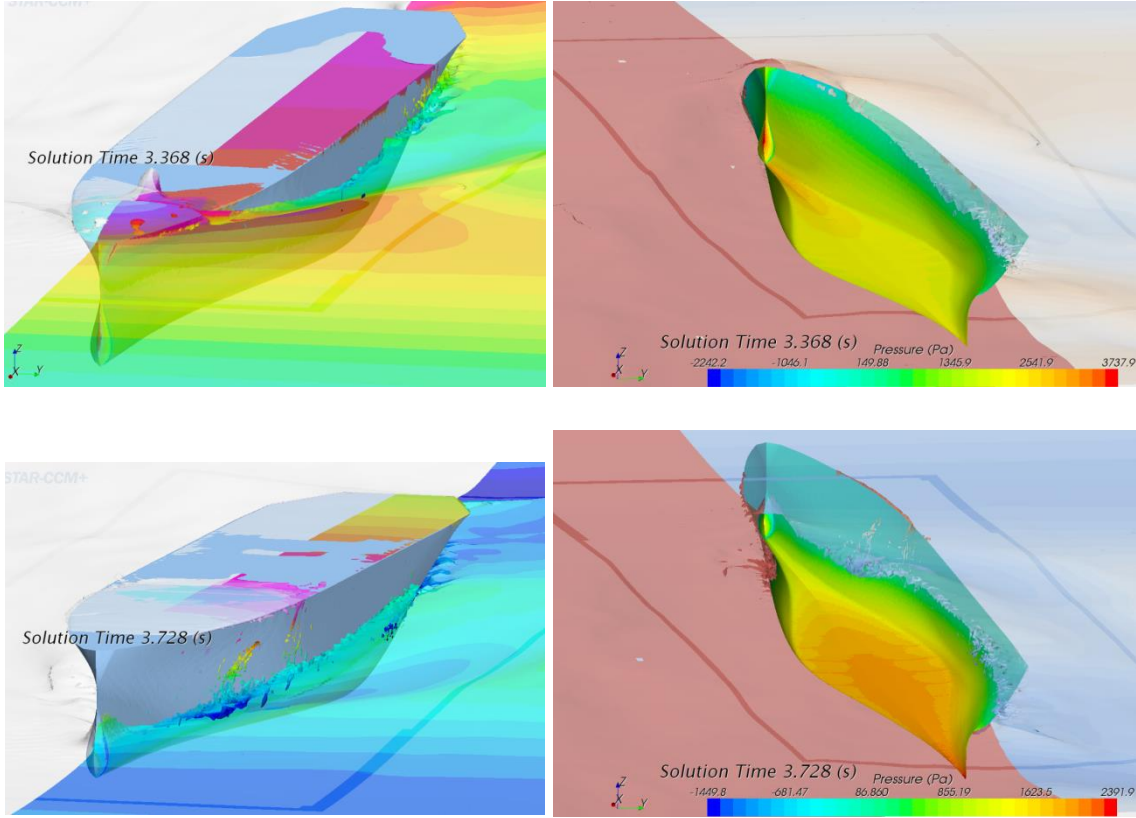 STAR-CCM+
Solution Time 3.368 (s)
Z
X Y
Z
X Y
Solution Time 3.368 (s)
Pressure (Pa)
-2242.2 -1046.1 149.88 1345.9 2541.9 3737.9
STAR-CCM+
Solution Time 3.728 (s)
Z
X Y
Solution Time 3.728 (s)
Pressure (Pa)
-1449.8 -681.47 86.860 855.19 1623.5 2391.9